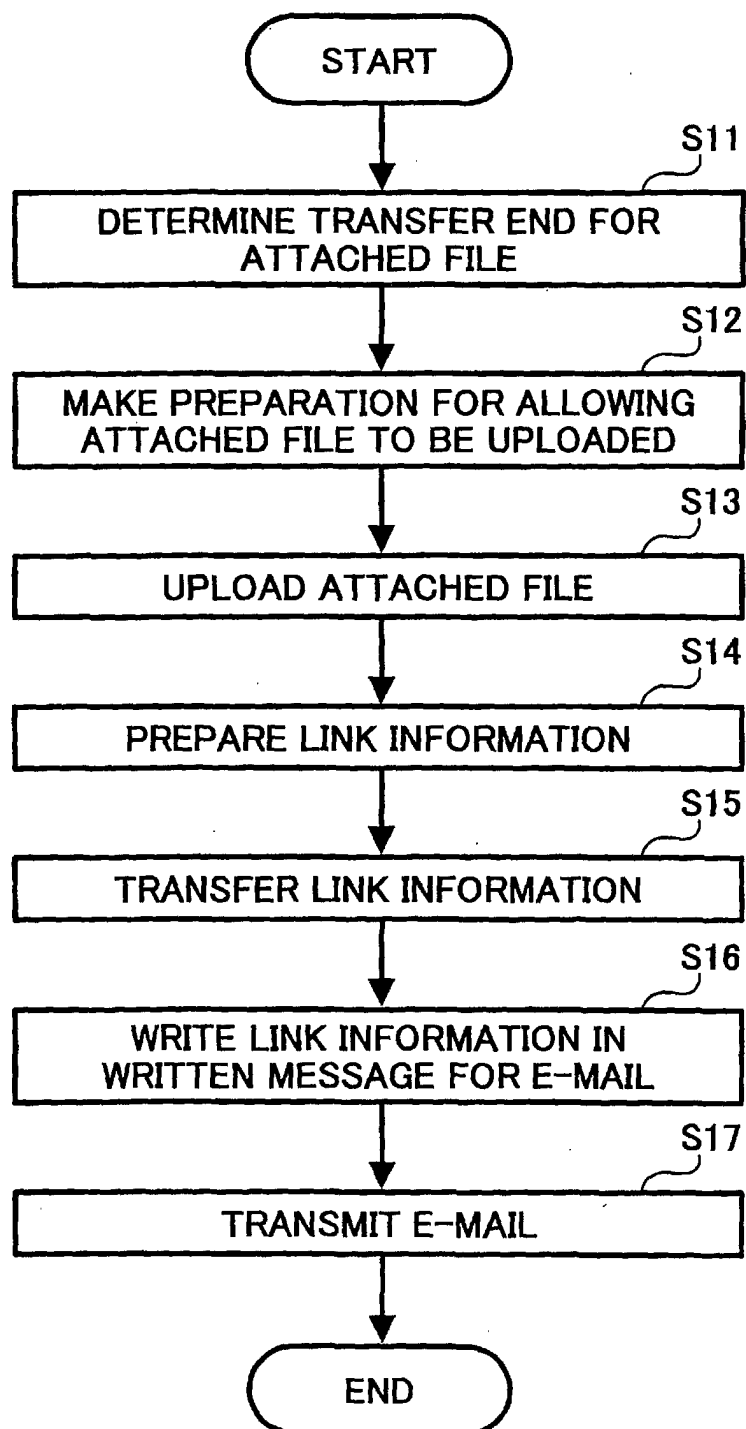 START
S11
DETERMINE TRANSFER END FOR
ATTACHED FILE
S12
MAKE PREPARATION FOR ALLOWING
ATTACHED FILE TO BE UPLOADED
S13
UPLOAD ATTACHED FILE
S14
PREPARE LINK INFORMATION
S15
TRANSFER LINK INFORMATION
S16
WRITE LINK INFORMATION IN
WRITTEN MESSAGE FOR E-MAIL
S17
TRANSMIT E-MAIL
END